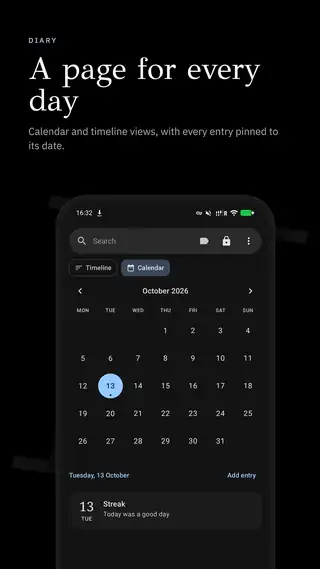 DIARY
A page for every
day
Calendar and timeline views, with every entry pinned to
its date.
16:32
Search
Timeline Calendar
October 2026
MON TUE WED THU FRI SAT SUN
1 2 3 4
5 6 7 8 9 10 11
12 13 14 15 16 17 18
19 20 21 22 23 24 25
26 27 28 29 30 31
Tuesday, 13 October Add entry
13 Streak
TUE Today was a good day